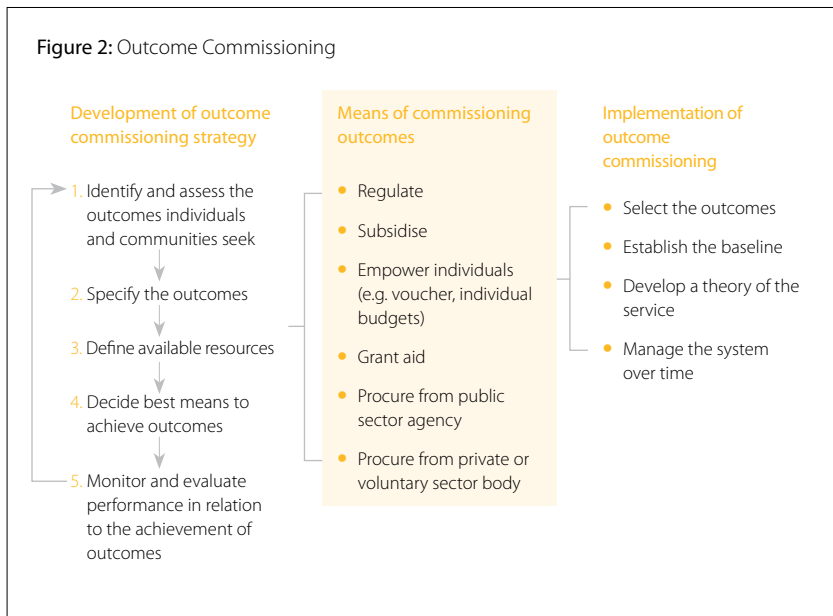 Figure 2: Outcome Commissioning
Development of outcome
commissioning strategy
1. Identify and assess the
outcomes individuals
and communities seek
2. Specify the outcomes
3. Define available resources
4. Decide best means to
achieve outcomes
5. Monitor and evaluate
performance in relation
to the achievement of
outcomes
Means of commissioning
outcomes
• Regulate
• Subsidise
• Empower individuals
(e.g. voucher, individual
budgets)
• Grant aid
• Procure from public
sector agency
• Procure from private or
voluntary sector body
Implementation of
outcome
commissioning
• Select the outcomes
• Establish the baseline
• Develop a theory of the
service
• Manage the system
over time